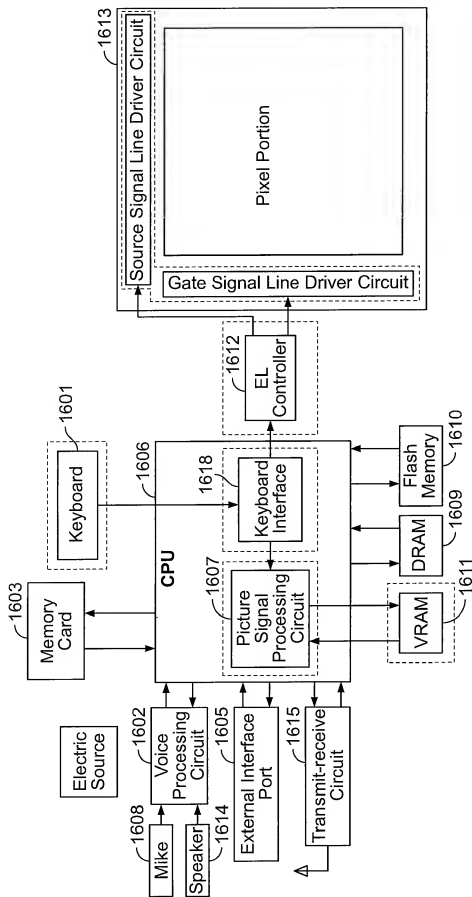 1613
Source Signal Line Driver Circuit
Pixel Portion
Gate Signal Line Driver Circuit
1612
EL
Controller
1601
Keyboard
1606
CPU
1618
Keyboard
Interface
1607
Picture
Signal
Processing
Circuit
1603
Memory
Card
Electric
Source
1602
Voice
Processing
Circuit
1608
Mike
Speaker
1614
1605
External Interface
Port
1615
Transmit-receive
Circuit
Flash
Memory
1610
DRAM
1609
VRAM
1611